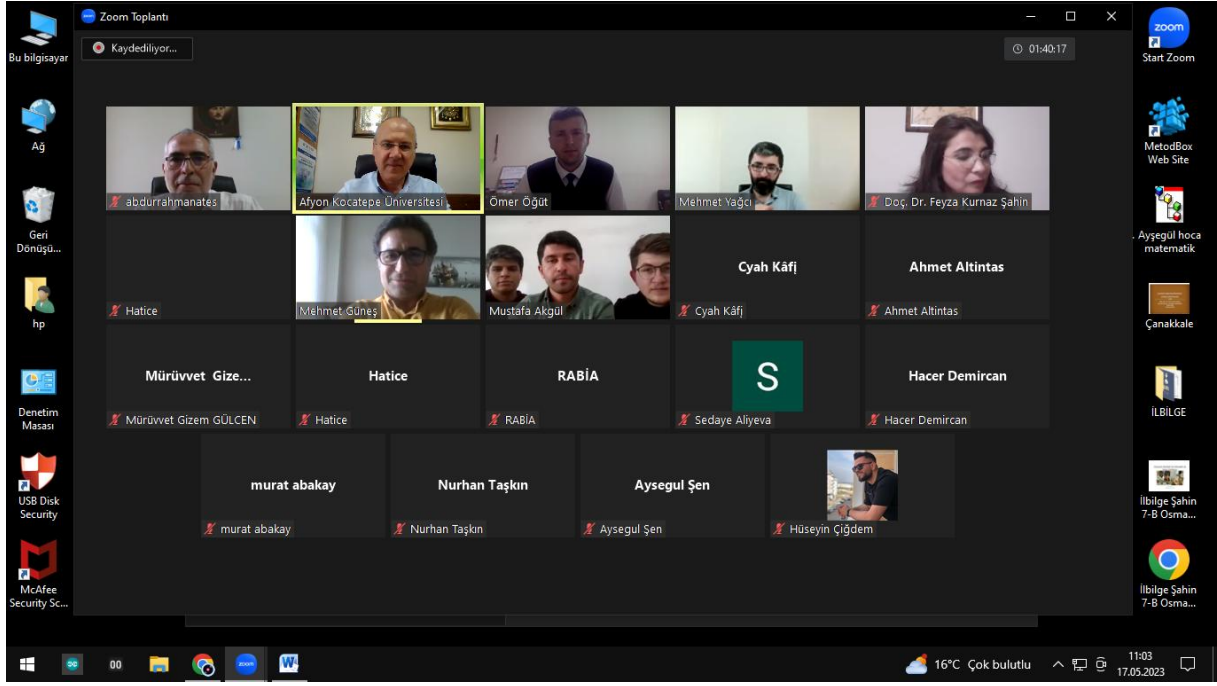 Bu bilgisayar
Ağ
Geri
Dönüşü...
hp
Denetim
Masası
USB Disk
Security
McAfee
Security Sc...
zoom
Zoom Toplantı
Kaydediliyor...
01:40:17
abdurrahmanates
Afyon Kocatepe Üniversitesi
Ömer Öğüt
Mehmet Yağcı
Doç. Dr. Feyza Kurnaz Şahin
Hatice
Mehmet Güneş
Mustafa Akgül
Cyah Kâfi
Cyah Kâfi
Ahmet Altintas
Ahmet Altintas
Mürüvvet Gize...
Mürüvvet Gizem GÜLCEN
Hatice
Hatice
RABİA
RABİA
S
Sedaye Aliyeva
Hacer Demircan
Hacer Demircan
murat abakay
murat abakay
Nurhan Taşkın
Nurhan Taşkın
Aysegul Şen
Aysegul Şen
Hüseyin Çiğdem
zoom
Start Zoom
MetodBox
Web Site
. Ayşegül hoca
matematik
Çanakkale
İLBİLGE
İlbilge Şahin
7-B Osma...
İlbilge Şahin
7-B Osma...
16°C Çok bulutlu
11:03
17.05.2023